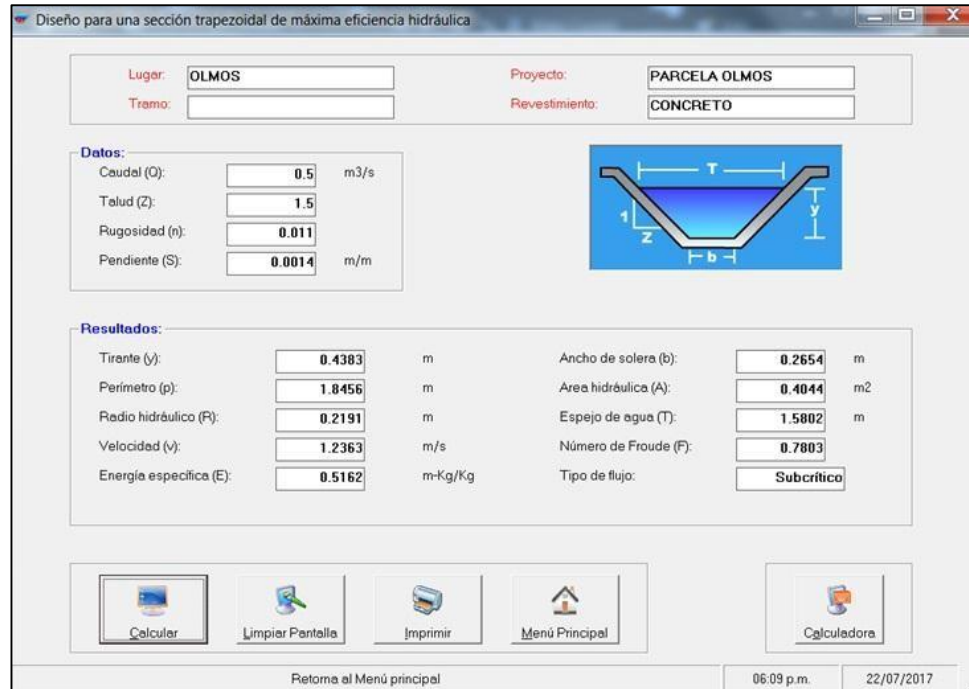 Diseño para una sección trapezoidal de máxima eficiencia hidráulica
Lugar: OLMOS Proyecto: PARCELA OLMOS
Tramo: Revestimiento: CONCRETO
Datos:
Caudal (Q): 0.5 m3/s
Talud (Z): 1.5
Rugosidad (n): 0.011
Pendiente (S): 0.0014 m/m
T
y
1
Z
b
Resultados:
Tirante (y): 0.4383 m Ancho de solera (b): 0.2654 m
Perímetro (p): 1.8456 m Area hidráulica (A): 0.4044 m2
Radio hidráulico (R): 0.2191 m Espejo de agua (T): 1.5802 m
Velocidad (v): 1.2363 m/s Número de Froude (F): 0.7803
Energía específica (E): 0.5162 m-Kg/Kg Tipo de flujo: Subcrítico
Calcular Limpiar Pantalla Imprimir Menú Principal Calculadora
Retorna al Menú principal 06:09 p.m. 22/07/2017